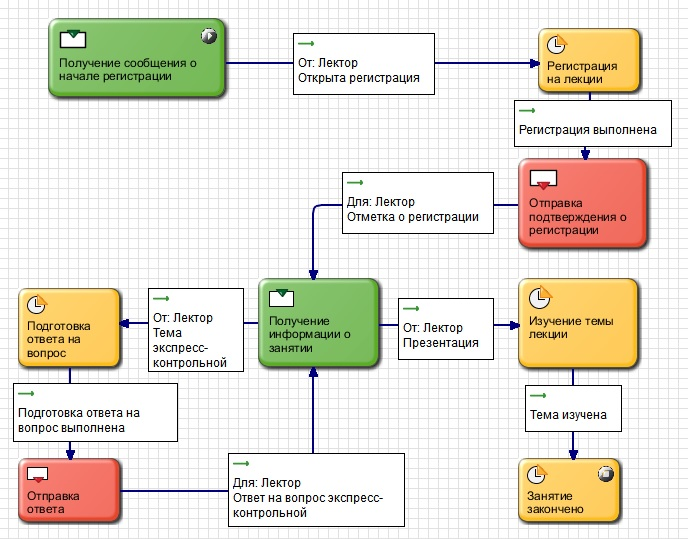 Получение сообщения о
начале регистрации
От: Лектор
Открыта регистрация
Регистрация
на лекции
Регистрация выполнена
Отправка
подтверждения о
регистрации
Для: Лектор
Отметка о регистрации
Подготовка
ответа на
вопрос
От: Лектор
Тема
экспресс-
контрольной
Получение
информации о
занятии
От: Лектор
Презентация
Изучение темы
лекции
Подготовка ответа на
вопрос выполнена
Тема изучена
Отправка
ответа
Для: Лектор
Ответ на вопрос экспресс-
контрольной
Занятие
закончено